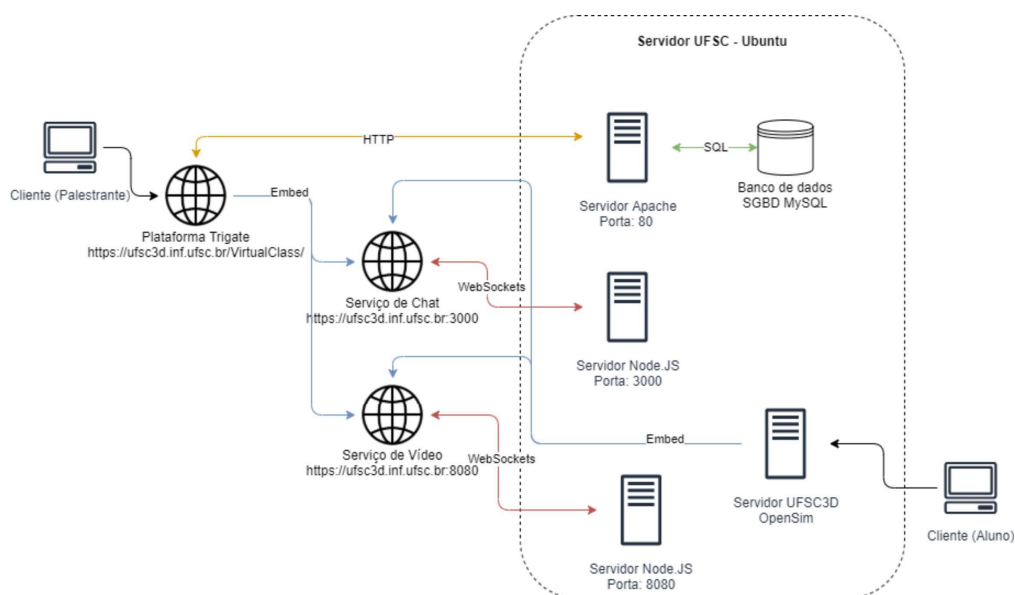 Servidor UFSC - Ubuntu
HTTP
SQL
Cliente (Palestrante)
Embed
Servidor Apache
Porta: 80
Banco de dados
SGBD MySQL
Plataforma Trigate
https://ufsc3d.inf.ufsc.br/VirtualClass/
WebSockets
Serviço de Chat
https://ufsc3d.inf.ufsc.br:3000
Servidor Node.JS
Porta: 3000
Embed
Serviço de Vídeo
https://ufsc3d.inf.ufsc.br:8080
WebSockets
Servidor UFSC3D
OpenSim
Cliente (Aluno)
Servidor Node.JS
Porta: 8080